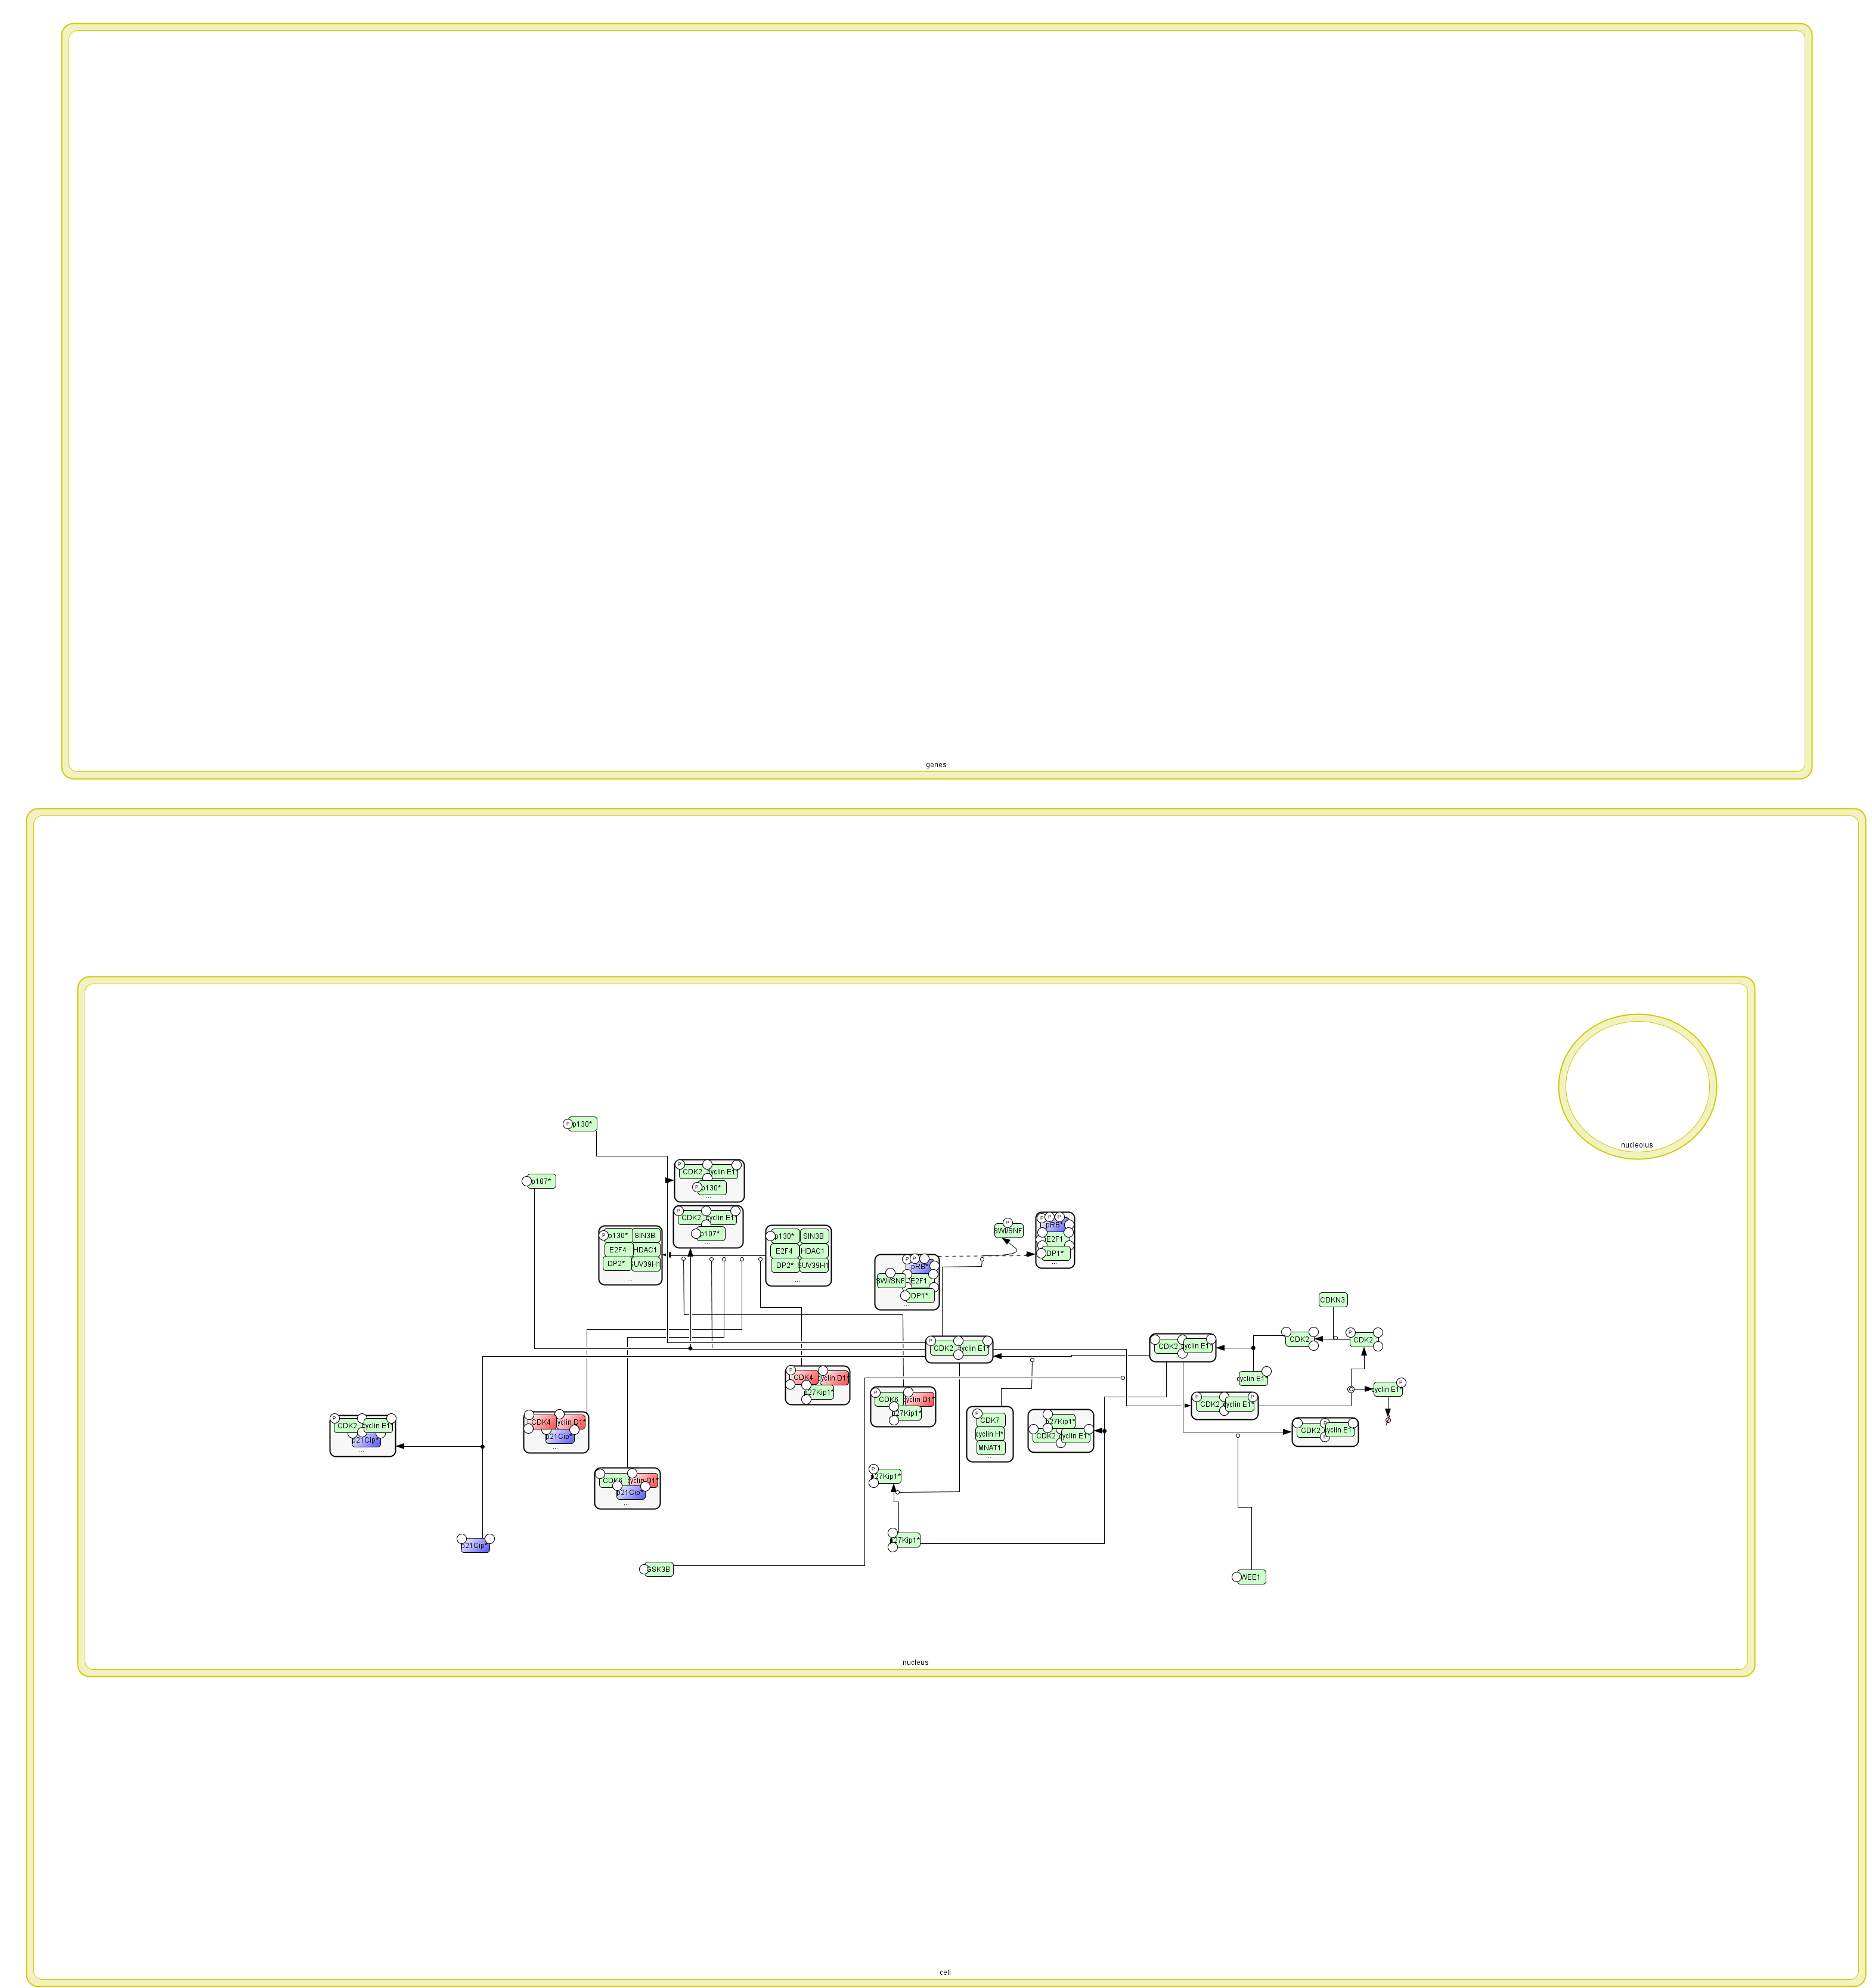 genes
nucleolus
P p130*
p107*
P
CDK2 cyclin E1*
P p130*
...
P
CDK2 cyclin E1*
p107*
...
P p130* SIN3B
E2F4 HDAC1
DP2* SUV39H1
...
p130* SIN3B
E2F4 HDAC1
DP2* SUV39H1
...
P
SWI/SNF
P P P
pRB*
E2F1
DP1*
...
P P P
pRB*
SWI/SNF E2F1
DP1*
...
CDKN3
P
CDK2 cyclin E1*
CDK2 cyclin E1*
CDK2
P
CDK2
P
CDK4 cyclin D1*
p27Kip1*
...
P
CDK6 cyclin D1*
p27Kip1*
...
cyclin E1*
P
cyclin E1*
P P
CDK2 cyclin E1*
P
CDK7
cyclin H*
MNAT1
...
p27Kip1*
CDK2 cyclin E1*
P
CDK2 cyclin E1*
P
P
CDK2 cyclin E1*
p21Cip*
...
CDK4 cyclin D1*
p21Cip*
...
CDK6 cyclin D1*
p21Cip*
...
P
p27Kip1*
p27Kip1*
p21Cip*
GSK3B
WEE1
nucleus
cell